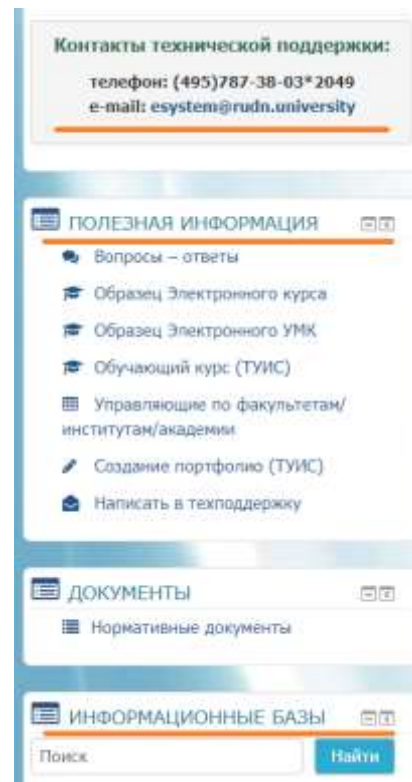 Контакты технической поддержки:
телефон: (495)787-38-03*2049
e-mail: esystem@rudn.university
ПОЛЕЗНАЯ ИНФОРМАЦИЯ
Вопросы – ответы
Образец Электронного курса
Образец Электронного УМК
Обучающий курс (ТУИС)
Управляющие по факультетам/
институтам/академии
Создание портфолио (ТУИС)
Написать в техподдержку
ДОКУМЕНТЫ
Нормативные документы
ИНФОРМАЦИОННЫЕ БАЗЫ
Поиск Найти